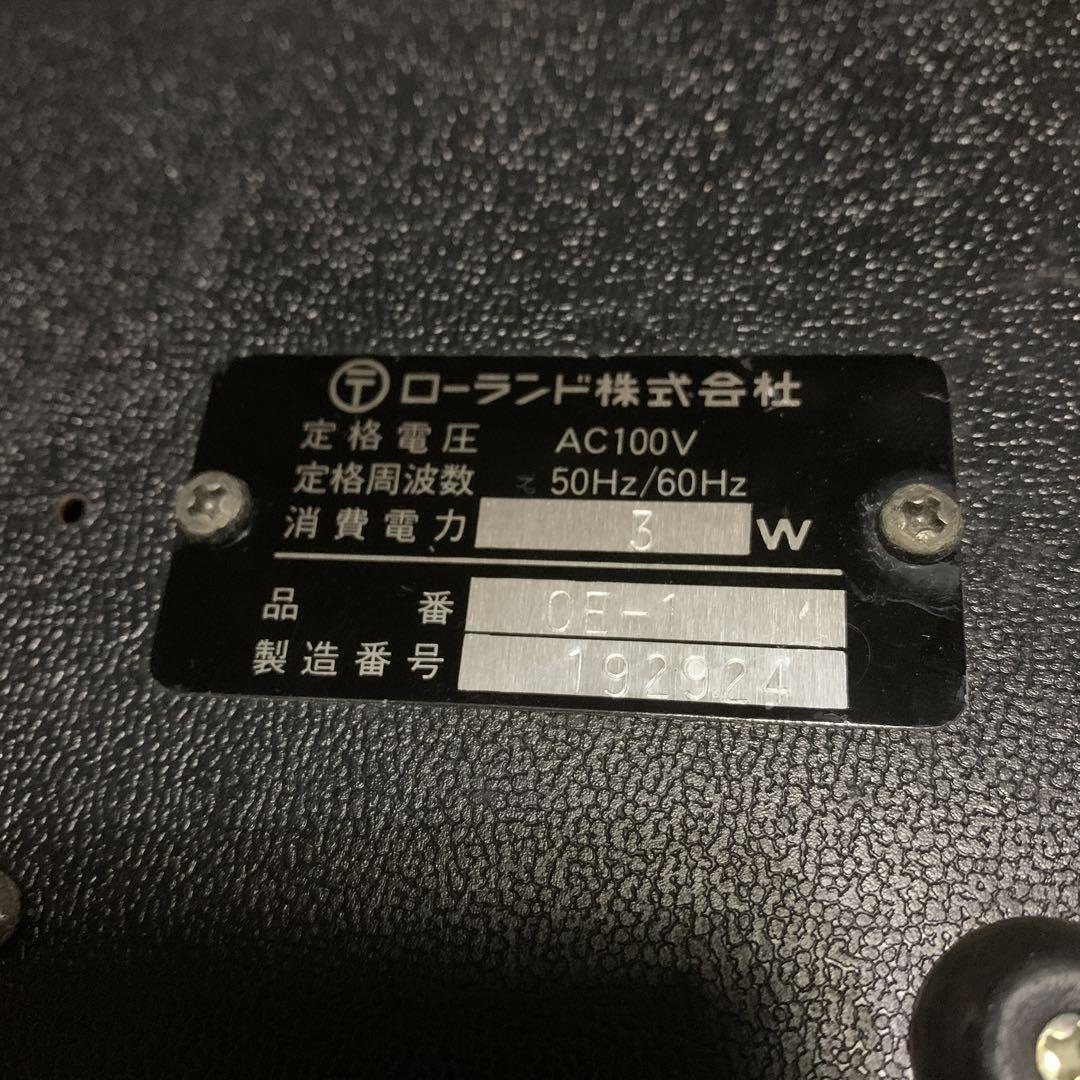 〒 ローランド株式会社
定格電圧 AC100V
定格周波数 50Hz/60Hz
消費電力 3 W
品番 CE-1
製造番号 192924